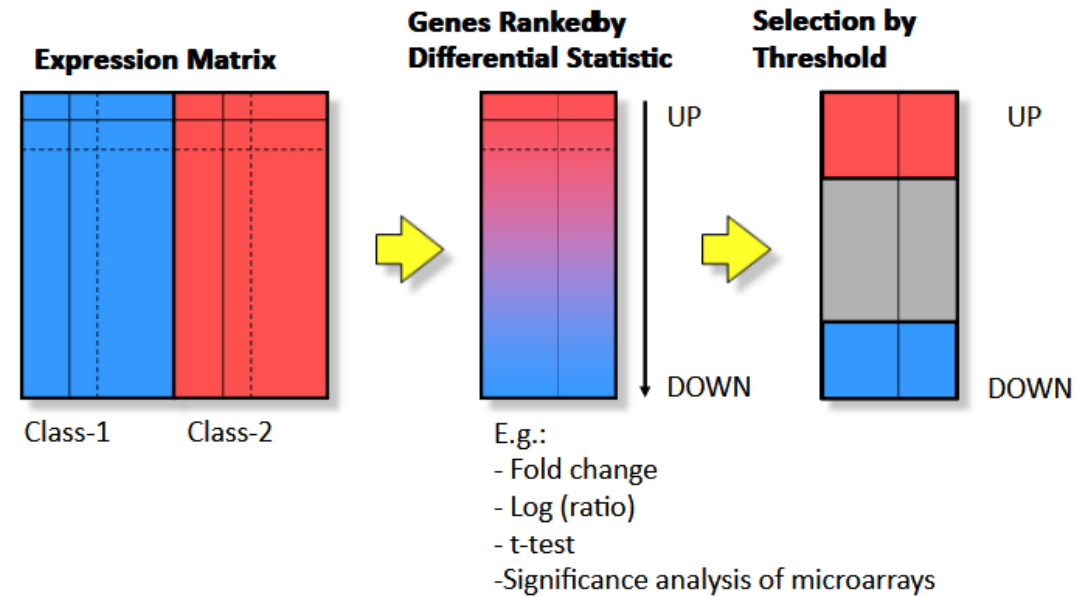 Expression Matrix
Genes Rankedby
Differential Statistic
Selection by
Threshold
UP
DOWN
UP
DOWN
Class-1
Class-2
E.g.:
- Fold change
- Log (ratio)
- t-test
-Significance analysis of microarrays